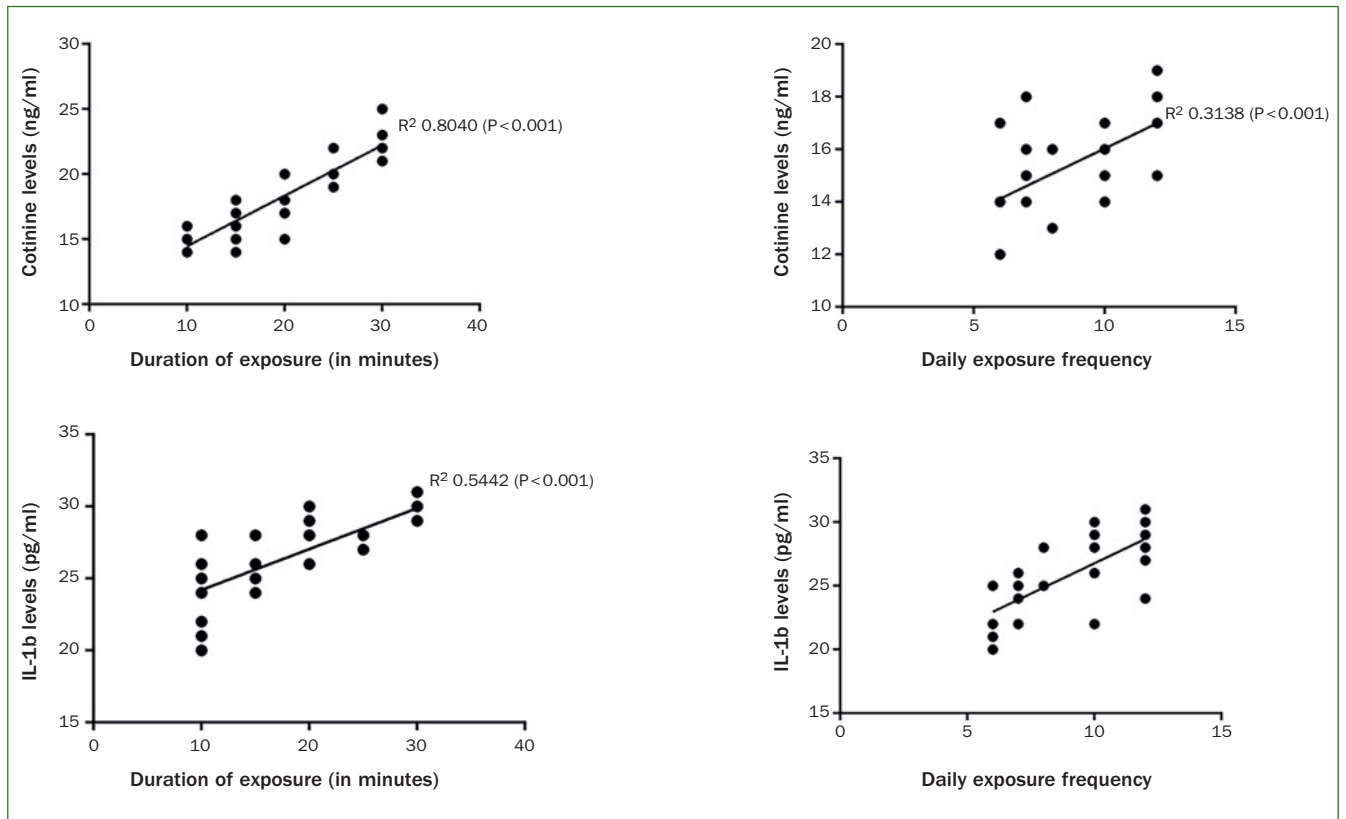 30
25
20
15
10
Cotinine levels (ng/ml)
R² 0.8040 (P<0.001)
0 10 20 30 40
Duration of exposure (in minutes)
20
18
16
14
12
10
Cotinine levels (ng/ml)
R² 0.3138 (P<0.001)
0 5 10 15
Daily exposure frequency
35
30
25
20
15
IL-1b levels (pg/ml)
R² 0.5442 (P<0.001)
0 10 20 30 40
Duration of exposure (in minutes)
35
30
25
20
15
IL-1b levels (pg/ml)
0 5 10 15
Daily exposure frequency